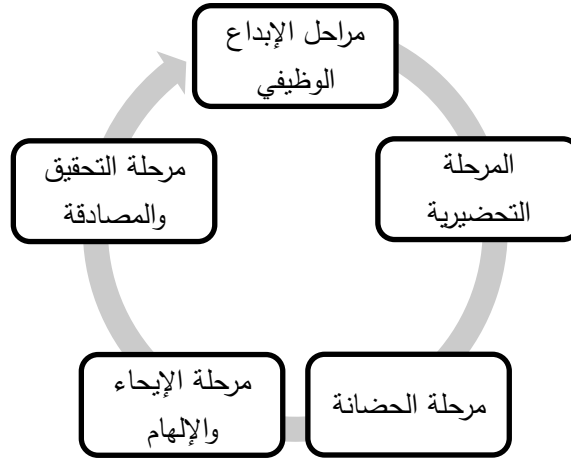 مراحل الإبداع
الوظيفي
المرحلة
التحضيرية
مرحلة الحضانة
مرحلة الإيحاء
والإلهام
مرحلة التحقيق
والمصادقة